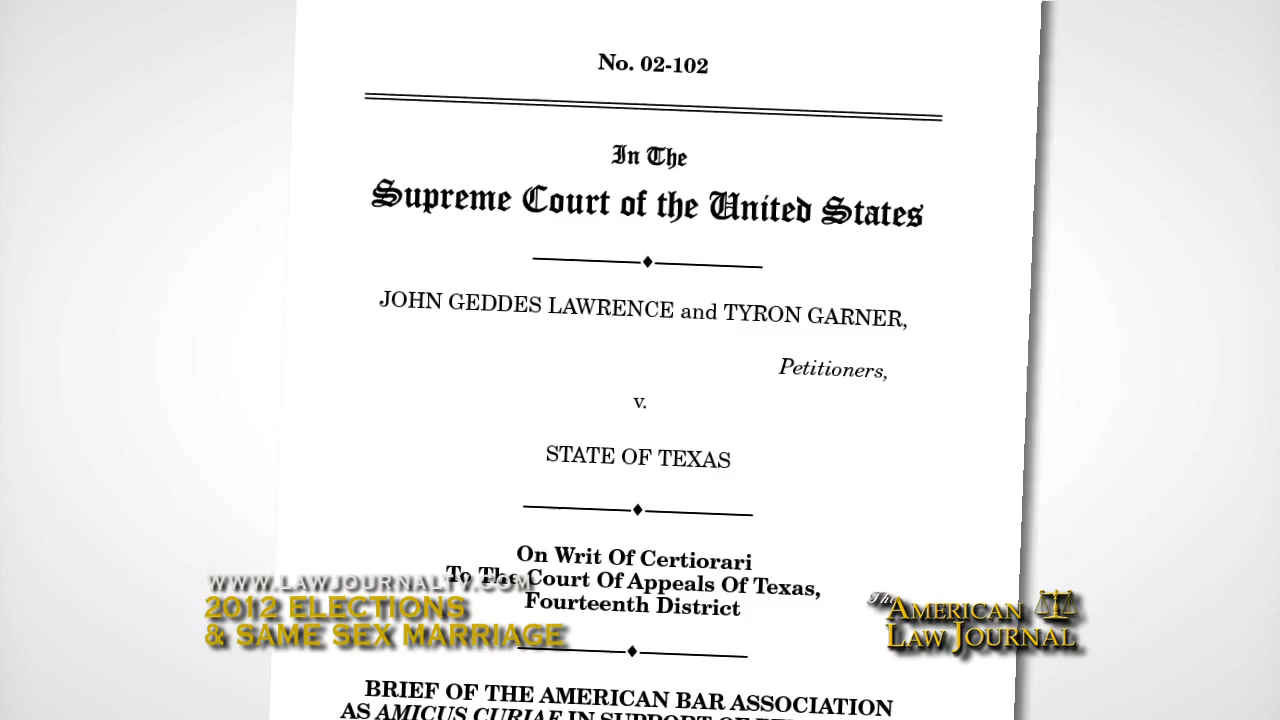 No. 02-102
In The
Supreme Court of the United States
JOHN GEDDES LAWRENCE and TYRON GARNER,
Petitioners,
v.
STATE OF TEXAS
On Writ Of Certiorari
To The Court Of Appeals Of Texas,
Fourteenth District
BRIEF OF THE AMERICAN BAR ASSOCIATION
AS AMICUS CURIAE IN SUPPORT OF
WWW.LAWJOURNALTV.COM
2012 ELECTIONS
& SAME SEX MARRIAGE
The
AMERICAN
LAW JOURNAL